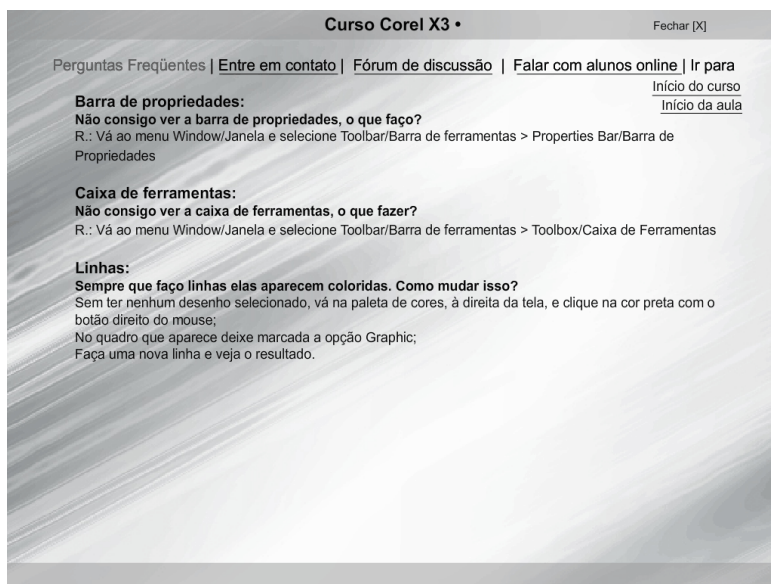 Curso Corel X3 •
Fechar [X]
Perguntas Freqüentes | Entre em contato | Fórum de discussão | Falar com alunos online | Ir para
Início do curso
Início da aula
Barra de propriedades:
Não consigo ver a barra de propriedades, o que faço?
R.: Vá ao menu Window/Janela e selecione Toolbar/Barra de ferramentas > Properties Bar/Barra de
Propriedades
Caixa de ferramentas:
Não consigo ver a caixa de ferramentas, o que fazer?
R.: Vá ao menu Window/Janela e selecione Toolbar/Barra de ferramentas > Toolbox/Caixa de Ferramentas
Linhas:
Sempre que faço linhas elas aparecem coloridas. Como mudar isso?
Sem ter nenhum desenho selecionado, vá na paleta de cores, à direita da tela, e clique na cor preta com o
botão direito do mouse;
No quadro que aparece deixe marcada a opção Graphic;
Faça uma nova linha e veja o resultado.